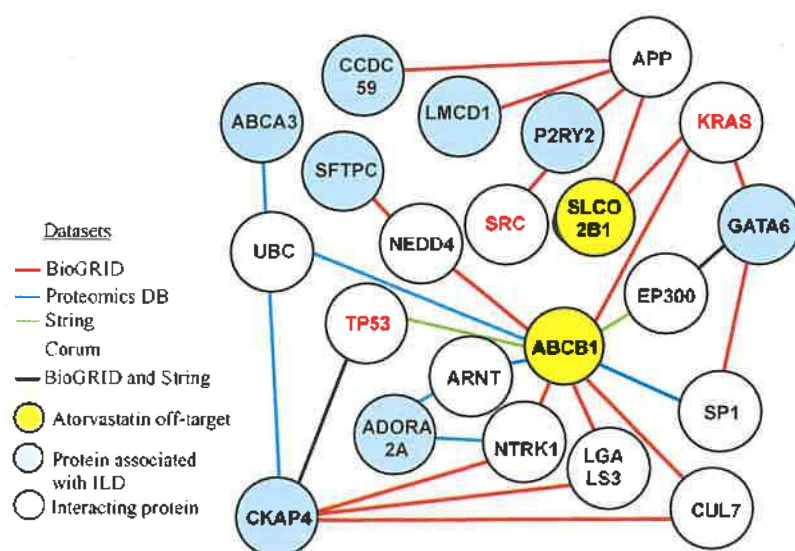 CCDC
59
APP
ABCA3
LMCD1
P2RY2
KRAS
SFTPC
SRC
SLCO
2B1
GATA6
Datasets
UBC
NEDD4
BioGRID
EP300
Proteomics DB
String
TP53
Corum
ABCB1
BioGRID and String
ARNT
SP1
Atorvastatin off-target
ADORA
2A
NTRK1
LGA
LS3
Protein associated
with ILD
CUL7
Interacting protein
CKAP4